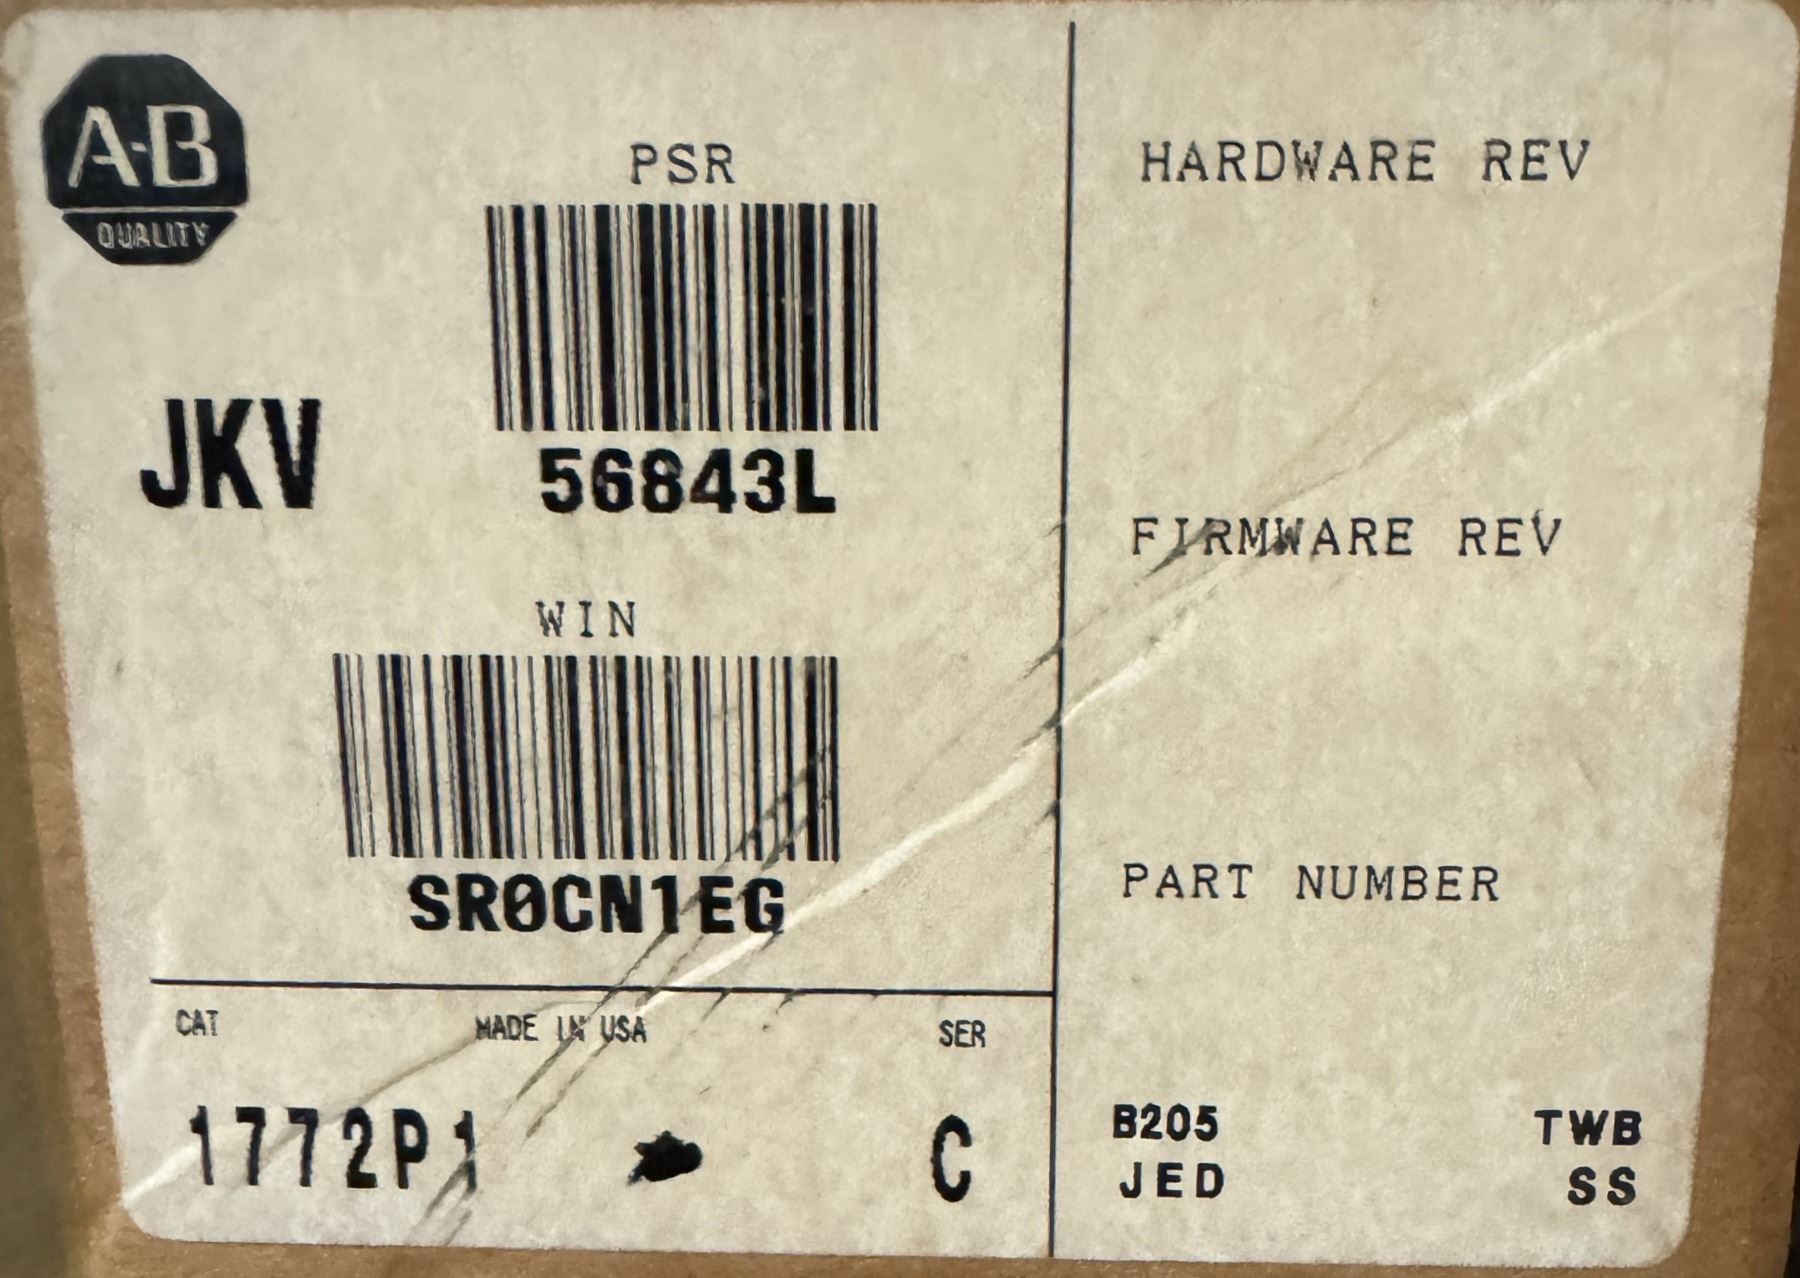 A-B
QUALITY
PSR
JKV
56843L
WIN
SR0CN1EG
CAT MADE IN USA SER
1772P1 C
HARDWARE REV
FIRMWARE REV
PART NUMBER
B205 TWB
JED SS